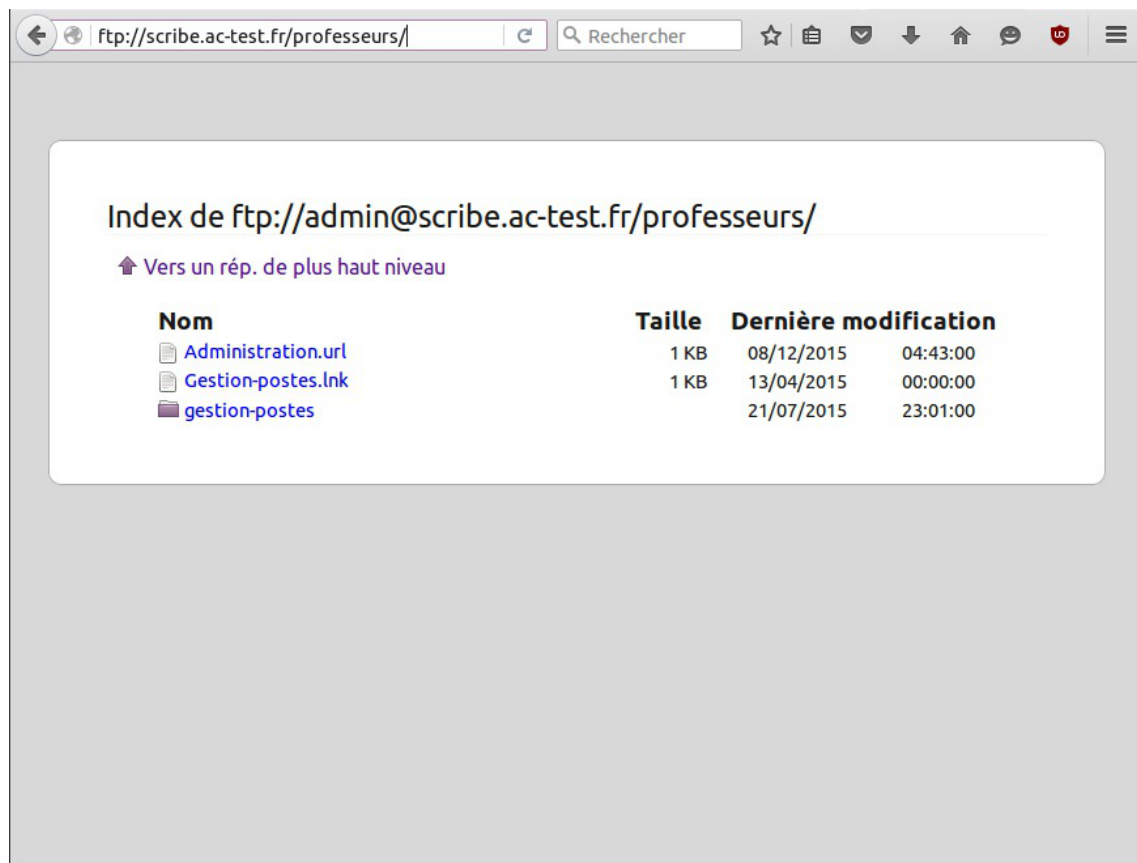 ftp://scribe.ac-test.fr/professeurs/ Rechercher
Index de ftp://admin@scribe.ac-test.fr/professeurs/
Vers un rép. de plus haut niveau
Nom Taille Dernière modification
Administration.url 1 KB 08/12/2015 04:43:00
Gestion-postes.lnk 1 KB 13/04/2015 00:00:00
gestion-postes 21/07/2015 23:01:00